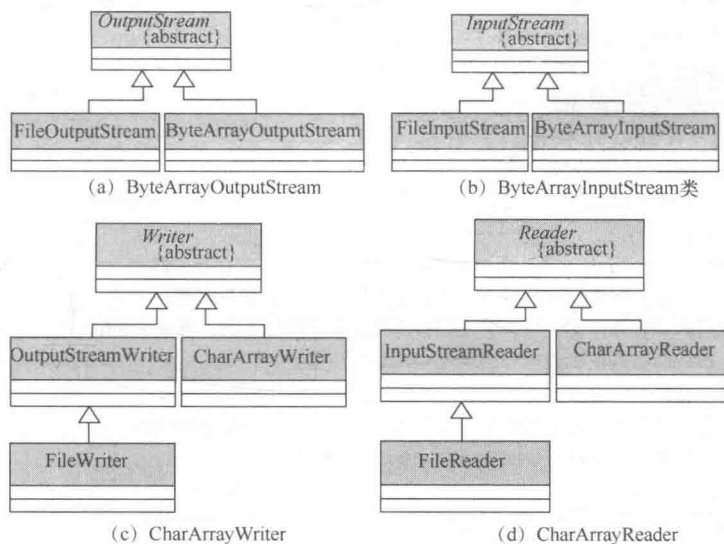 OutputStream
{abstract}
FileOutputStream
ByteArrayOutputStream
(a) ByteArrayOutputStream
InputStream
{abstract}
FileInputStream
ByteArrayInputStream
(b) ByteArrayInputStream类
Writer
{abstract}
OutputStreamWriter
CharArrayWriter
FileWriter
(c) CharArrayWriter
Reader
{abstract}
InputStreamReader
CharArrayReader
FileReader
(d) CharArrayReader